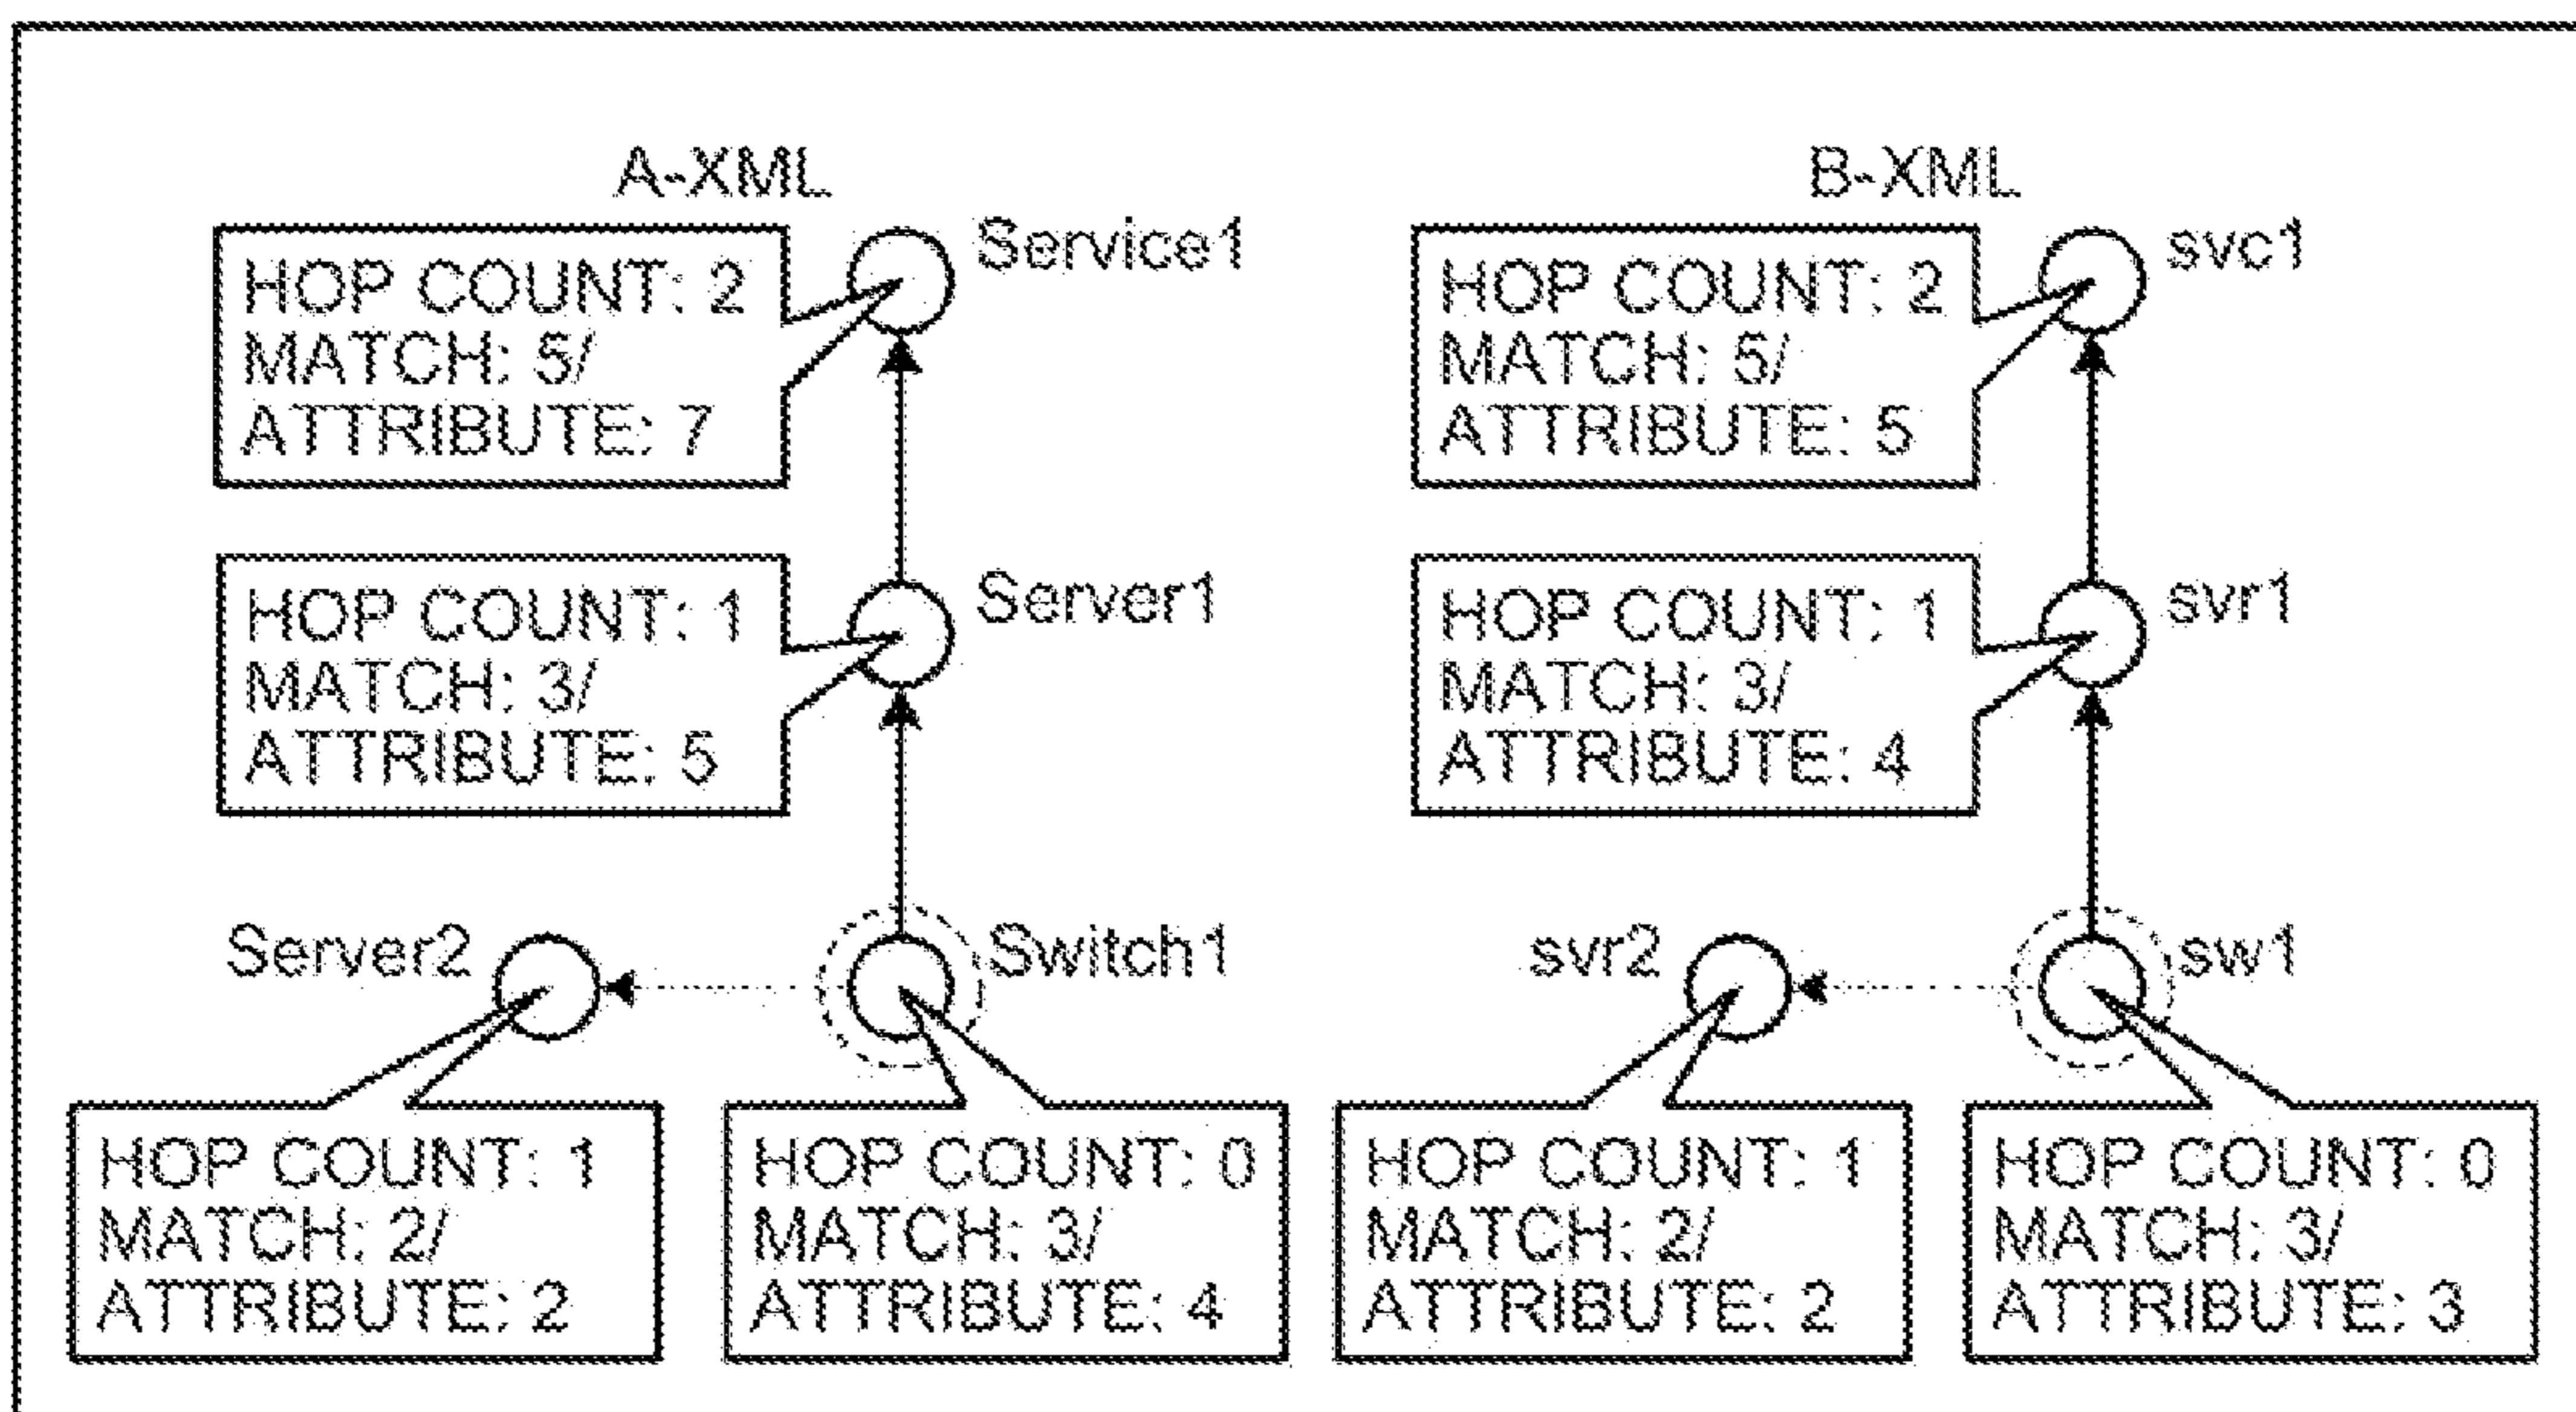 A-XML
HOP COUNT: 2
MATCH: 5/
ATTRIBUTE: 7
Service1
HOP COUNT: 1
MATCH: 3/
ATTRIBUTE: 5
Server1
Server2
Switch1
HOP COUNT: 1
MATCH: 2/
ATTRIBUTE: 2
HOP COUNT: 0
MATCH: 3/
ATTRIBUTE: 4
B-XML
HOP COUNT: 2
MATCH: 5/
ATTRIBUTE: 5
svc1
HOP COUNT: 1
MATCH: 3/
ATTRIBUTE: 4
svr1
svr2
sw1
HOP COUNT: 1
MATCH: 2/
ATTRIBUTE: 2
HOP COUNT: 0
MATCH: 3/
ATTRIBUTE: 3